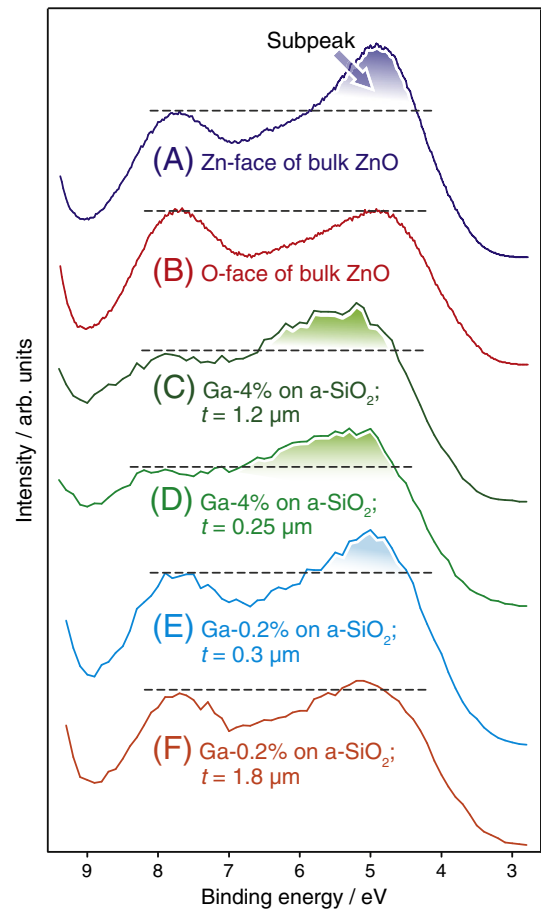 Subpeak
(A) Zn-face of bulk ZnO
(B) O-face of bulk ZnO
(C) Ga-4% on a-SiO₂;
t = 1.2 μm
(D) Ga-4% on a-SiO₂;
t = 0.25 μm
(E) Ga-0.2% on a-SiO₂;
t = 0.3 μm
(F) Ga-0.2% on a-SiO₂;
t = 1.8 μm
Intensity / arb. units
9 8 7 6 5 4 3
Binding energy / eV